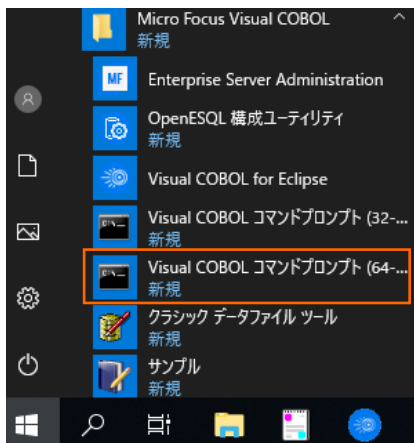 Micro Focus Visual COBOL
新規
MF
Enterprise Server Administration
OpenESQL 構成ユーティリティ
新規
Visual COBOL for Eclipse
Visual COBOL コマンドプロンプト (32-...
新規
Visual COBOL コマンドプロンプト (64-...
新規
クラシック データファイル ツール
新規
サンプル
新規